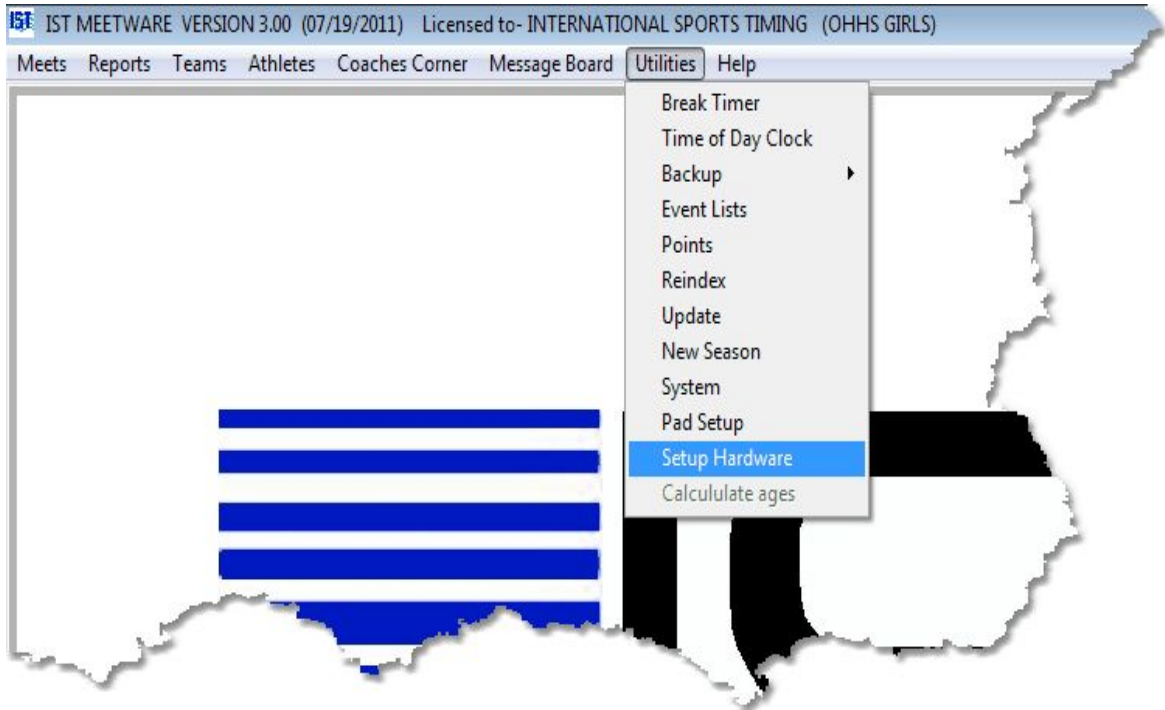 IST IST MEETWARE VERSION 3.00 (07/19/2011) Licensed to- INTERNATIONAL SPORTS TIMING (OHHS GIRLS)
Meets Reports Teams Athletes Coaches Corner Message Board Utilities Help
Break Timer
Time of Day Clock
Backup
Event Lists
Points
Reindex
Update
New Season
System
Pad Setup
Setup Hardware
Calcululate ages